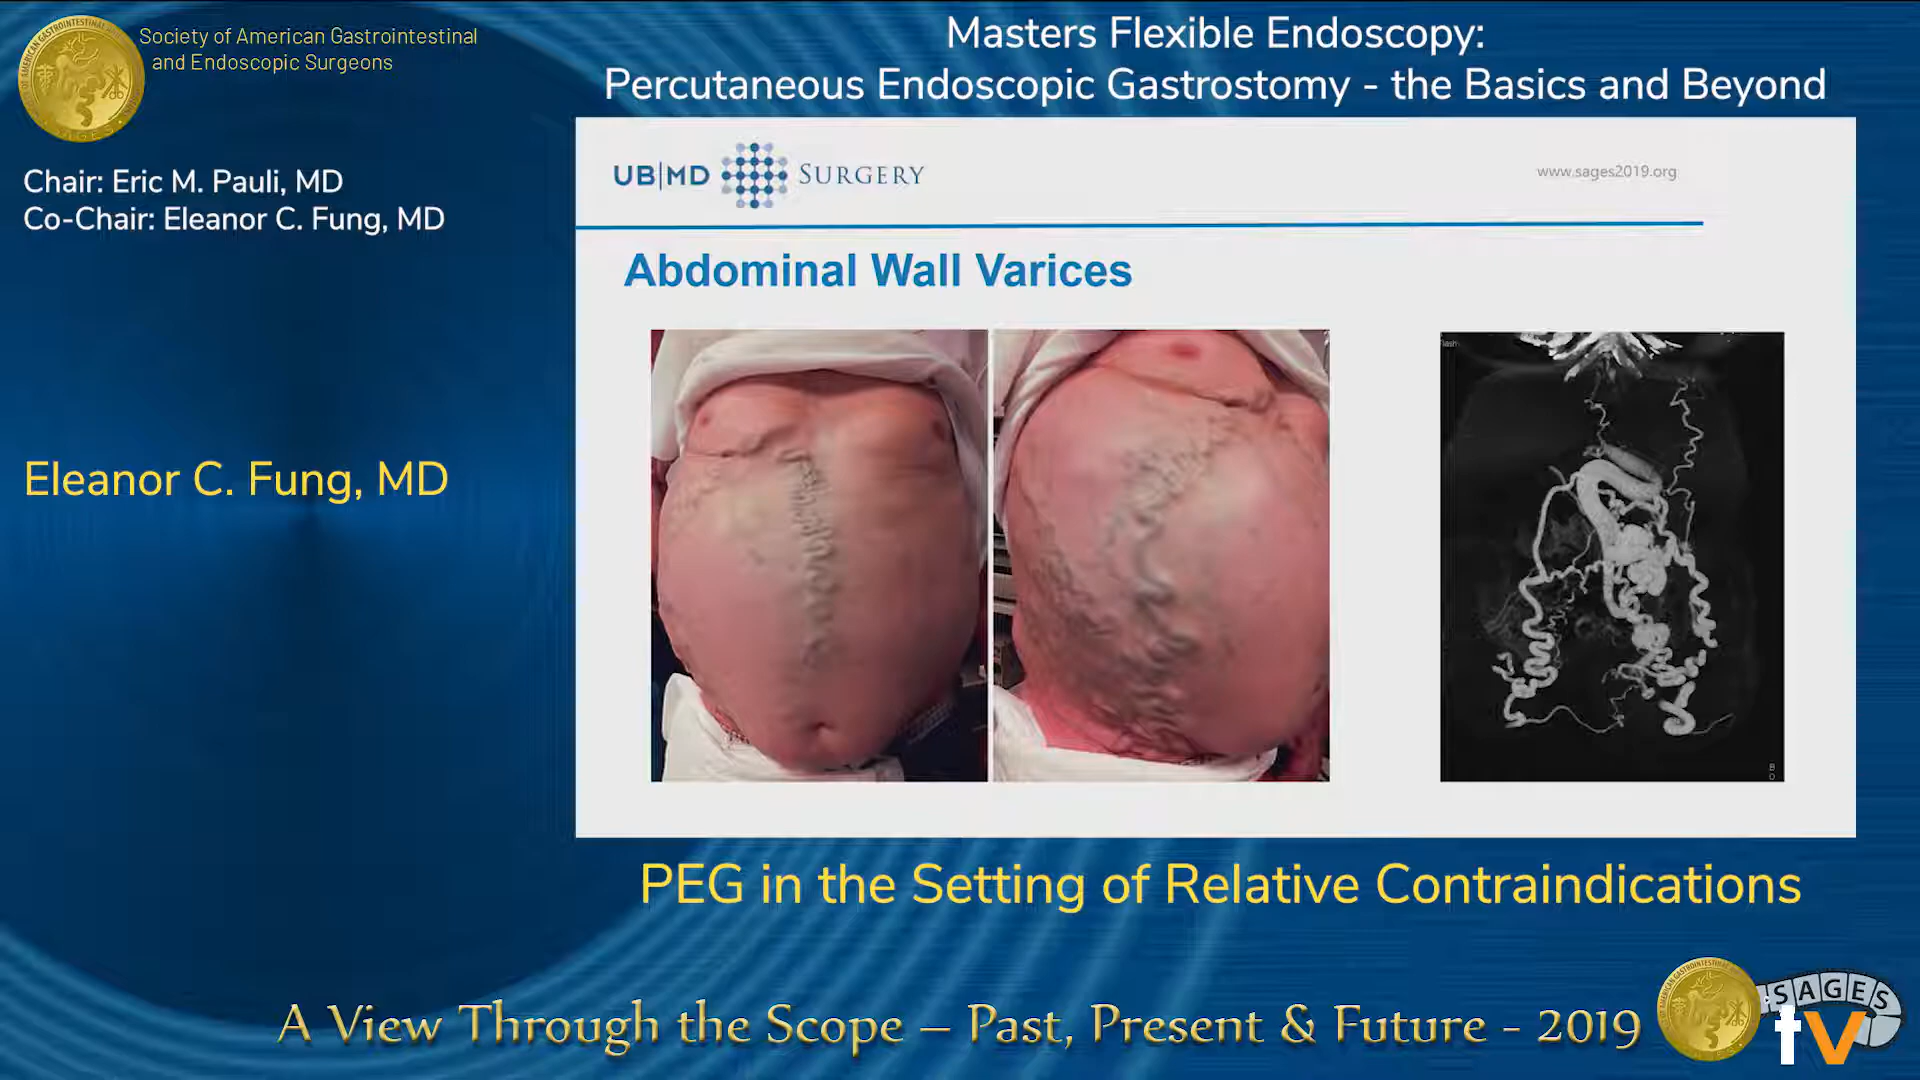 Society of American Gastrointestinal
and Endoscopic Surgeons
Masters Flexible Endoscopy:
Percutaneous Endoscopic Gastrostomy - the Basics and Beyond
Chair: Eric M. Pauli, MD
Co-Chair: Eleanor C. Fung, MD
UB|MD SURGERY
www.sages2019.org
Abdominal Wall Varices
Eleanor C. Fung, MD
PEG in the Setting of Relative Contraindications
A View Through the Scope – Past, Present & Future - 2019
SAGES
tv